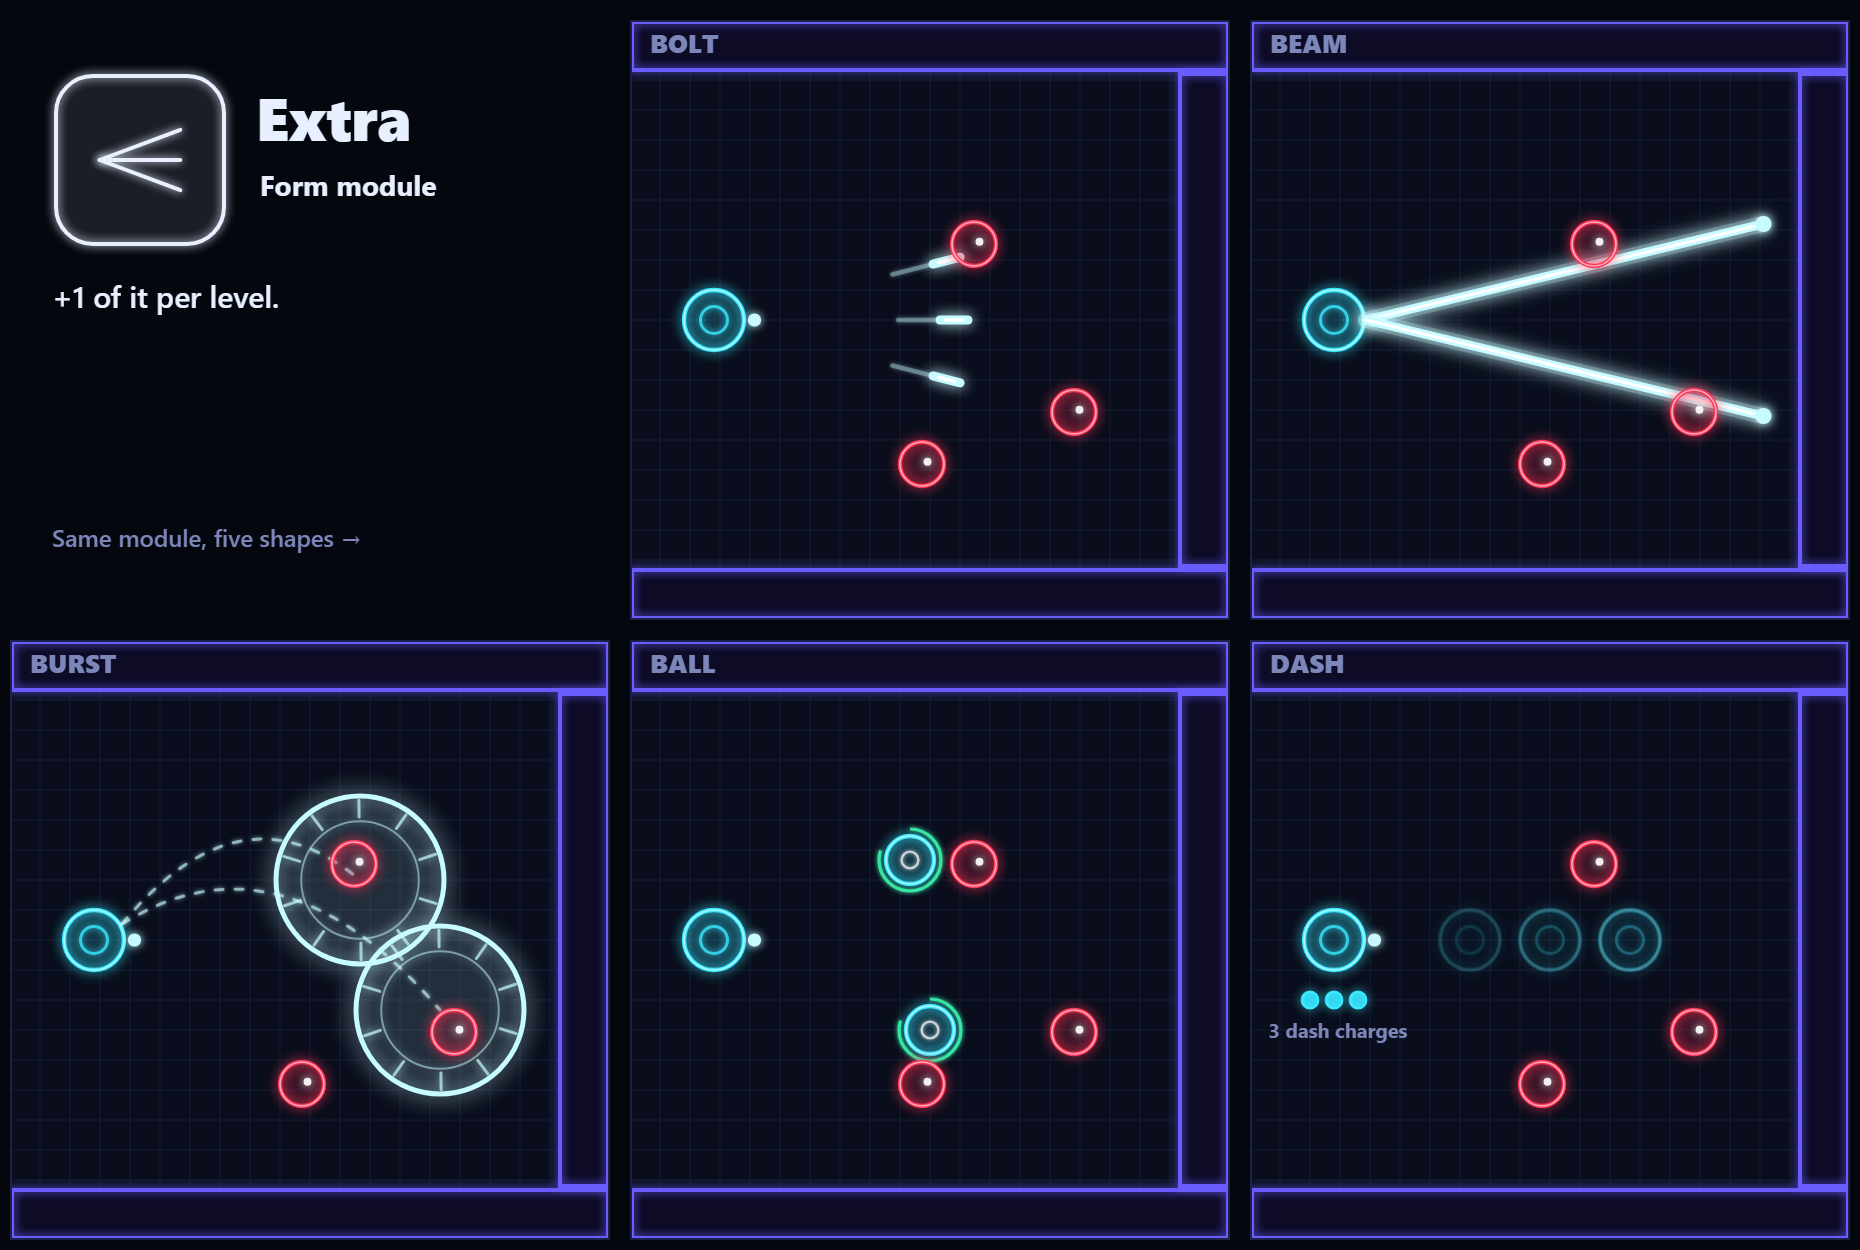 Extra
Form module
+1 of it per level.
Same module, five shapes →
BOLT
BEAM
BURST
BALL
DASH
3 dash charges